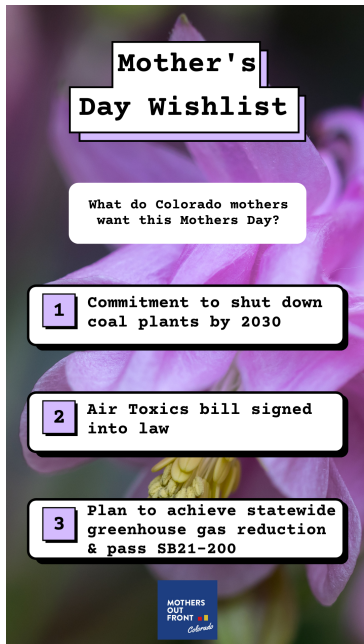 Mother's
Day Wishlist
What do Colorado mothers
want this Mothers Day?
1
Commitment to shut down
coal plants by 2030
2
Air Toxics bill signed
into law
3
Plan to achieve statewide
greenhouse gas reduction
& pass SB21-200
MOTHERS
OUT
FRONT
Colorado